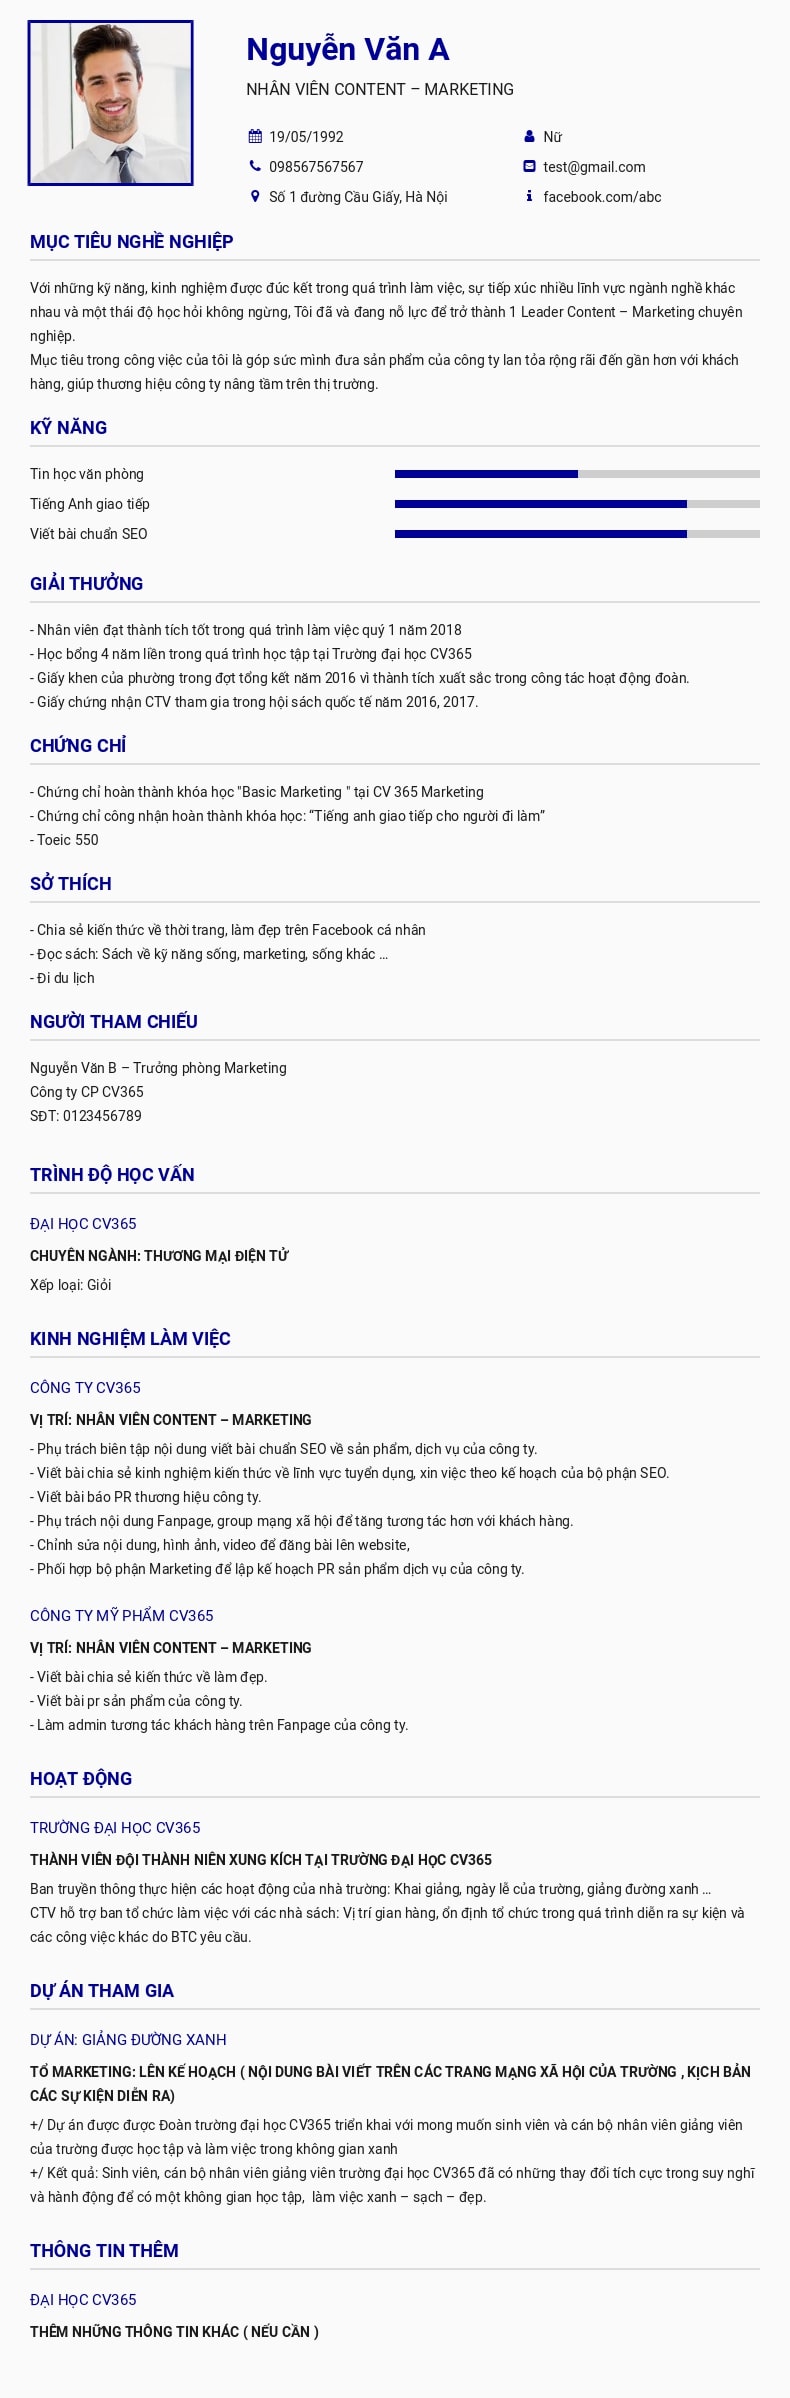 Nguyễn Văn A
NHÂN VIÊN CONTENT – MARKETING
19/05/1992
Nữ
098567567567
test@gmail.com
Số 1 đường Cầu Giấy, Hà Nội
facebook.com/abc
MỤC TIÊU NGHỀ NGHIỆP
Với những kỹ năng, kinh nghiệm được đúc kết trong quá trình làm việc, sự tiếp xúc nhiều lĩnh vực ngành nghề khác
nhau và một thái độ học hỏi không ngừng, Tôi đã và đang nỗ lực để trở thành 1 Leader Content – Marketing chuyên
nghiệp.
Mục tiêu trong công việc của tôi là góp sức mình đưa sản phẩm của công ty lan tỏa rộng rãi đến gần hơn với khách
hàng, giúp thương hiệu công ty nâng tầm trên thị trường.
KỸ NĂNG
Tin học văn phòng
Tiếng Anh giao tiếp
Viết bài chuẩn SEO
GIẢI THƯỞNG
- Nhân viên đạt thành tích tốt trong quá trình làm việc quý 1 năm 2018
- Học bổng 4 năm liền trong quá trình học tập tại Trường đại học CV365
- Giấy khen của phường trong đợt tổng kết năm 2016 vì thành tích xuất sắc trong công tác hoạt động đoàn.
- Giấy chứng nhận CTV tham gia trong hội sách quốc tế năm 2016, 2017.
CHỨNG CHỈ
- Chứng chỉ hoàn thành khóa học "Basic Marketing " tại CV 365 Marketing
- Chứng chỉ công nhận hoàn thành khóa học: “Tiếng anh giao tiếp cho người đi làm”
- Toeic 550
SỞ THÍCH
- Chia sẻ kiến thức về thời trang, làm đẹp trên Facebook cá nhân
- Đọc sách: Sách về kỹ năng sống, marketing, sống khác ...
- Đi du lịch
NGƯỜI THAM CHIẾU
Nguyễn Văn B – Trưởng phòng Marketing
Công ty CP CV365
SĐT: 0123456789
TRÌNH ĐỘ HỌC VẤN
ĐẠI HỌC CV365
CHUYÊN NGÀNH: THƯƠNG MẠI ĐIỆN TỬ
Xếp loại: Giỏi
KINH NGHIỆM LÀM VIỆC
CÔNG TY CV365
VỊ TRÍ: NHÂN VIÊN CONTENT – MARKETING
- Phụ trách biên tập nội dung viết bài chuẩn SEO về sản phẩm, dịch vụ của công ty.
- Viết bài chia sẻ kinh nghiệm kiến thức về lĩnh vực tuyển dụng, xin việc theo kế hoạch của bộ phận SEO.
- Viết bài báo PR thương hiệu công ty.
- Phụ trách nội dung Fanpage, group mạng xã hội để tăng tương tác hơn với khách hàng.
- Chỉnh sửa nội dung, hình ảnh, video để đăng bài lên website,
- Phối hợp bộ phận Marketing để lập kế hoạch PR sản phẩm dịch vụ của công ty.
CÔNG TY MỸ PHẨM CV365
VỊ TRÍ: NHÂN VIÊN CONTENT – MARKETING
- Viết bài chia sẻ kiến thức về làm đẹp.
- Viết bài pr sản phẩm của công ty.
- Làm admin tương tác khách hàng trên Fanpage của công ty.
HOẠT ĐỘNG
TRƯỜNG ĐẠI HỌC CV365
THÀNH VIÊN ĐỘI THÀNH NIÊN XUNG KÍCH TẠI TRƯỜNG ĐẠI HỌC CV365
Ban truyền thông thực hiện các hoạt động của nhà trường: Khai giảng, ngày lễ của trường, giảng đường xanh ...
CTV hỗ trợ ban tổ chức làm việc với các nhà sách: Vị trí gian hàng, ổn định tổ chức trong quá trình diễn ra sự kiện và
các công việc khác do BTC yêu cầu.
DỰ ÁN THAM GIA
DỰ ÁN: GIẢNG ĐƯỜNG XANH
TỔ MARKETING: LÊN KẾ HOẠCH ( NỘI DUNG BÀI VIẾT TRÊN CÁC TRANG MẠNG XÃ HỘI CỦA TRƯỜNG , KỊCH BẢN
CÁC SỰ KIỆN DIỄN RA)
+/ Dự án được được Đoàn trường đại học CV365 triển khai với mong muốn sinh viên và cán bộ nhân viên giảng viên
của trường được học tập và làm việc trong không gian xanh
+/ Kết quả: Sinh viên, cán bộ nhân viên giảng viên trường đại học CV365 đã có những thay đổi tích cực trong suy nghĩ
và hành động để có một không gian học tập,  làm việc xanh – sạch – đẹp.
THÔNG TIN THÊM
ĐẠI HỌC CV365
THÊM NHỮNG THÔNG TIN KHÁC ( NẾU CẦN )